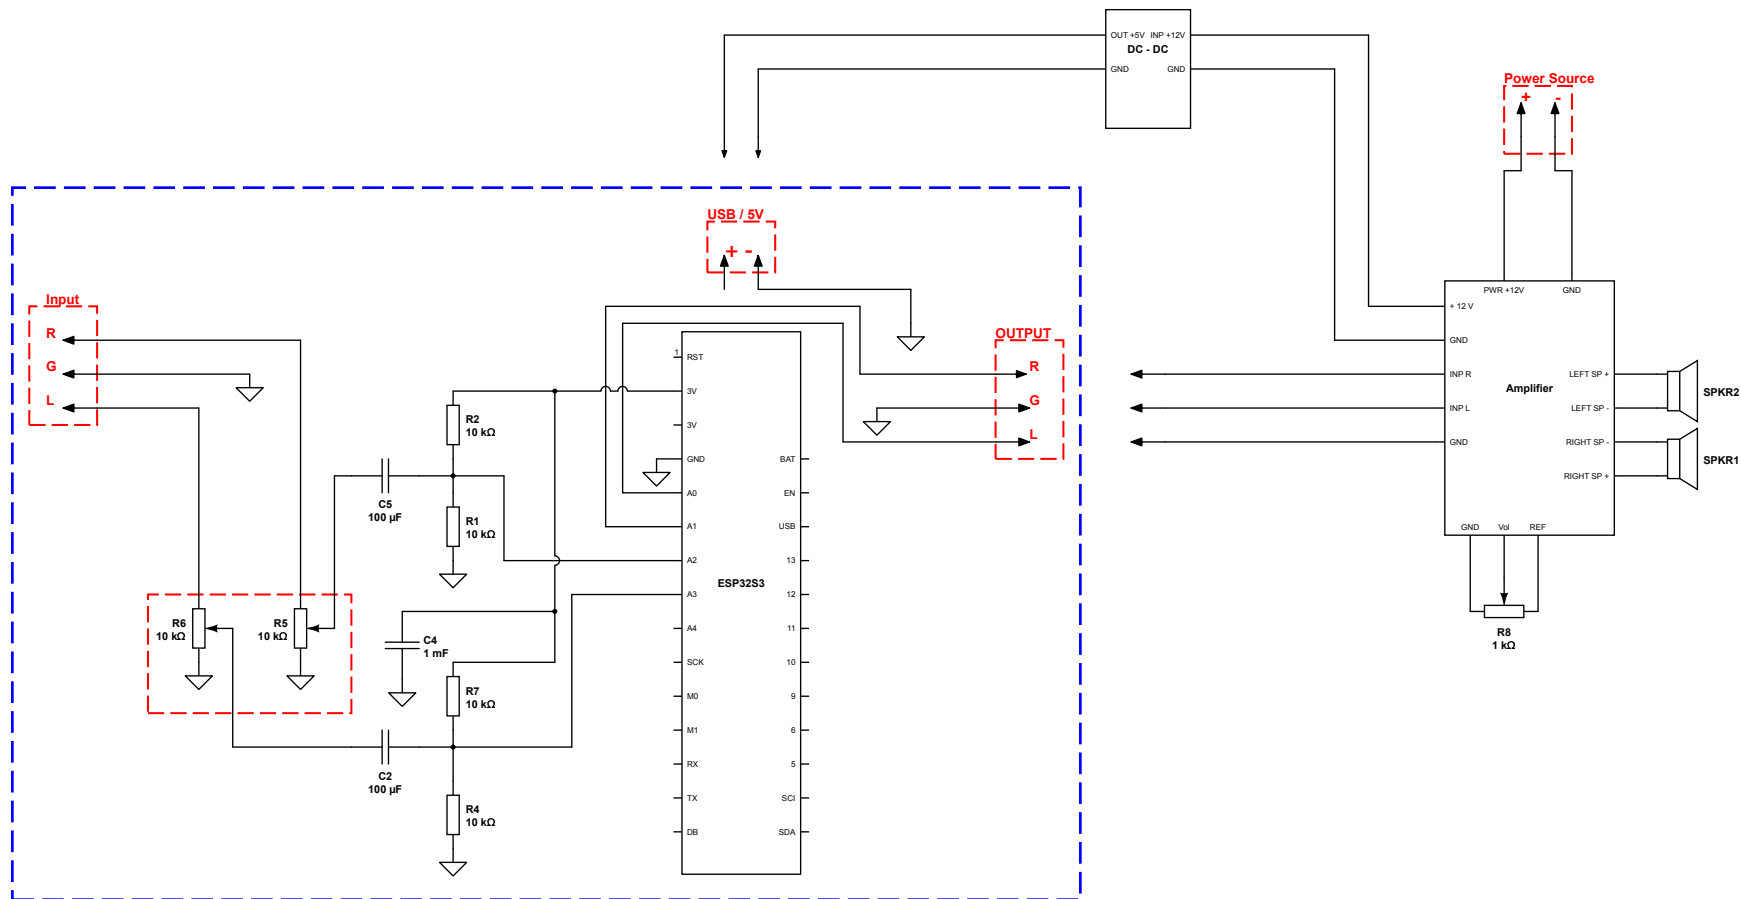 OUT +5V INP +12V
DC - DC
GND GND
Power Source
+ -
USB / 5V
+ -
PWR +12V GND
+ 12 V
GND
INP R
INP L
GND
Amplifier
LEFT SP +
LEFT SP -
RIGHT SP -
RIGHT SP +
SPKR2
SPKR1
GND Vol REF
R8
1 kΩ
Input
R
G
L
OUTPUT
R
G
L
1
RST
3V
3V
GND
A0
A1
A2
A3
A4
SCK
M0
M1
RX
TX
DB
ESP32S3
BAT
EN
USB
13
12
11
10
9
6
5
SCI
SDA
R2
10 kΩ
C5
100 µF
R1
10 kΩ
R6
10 kΩ
R5
10 kΩ
C4
1 mF
R7
10 kΩ
C2
100 µF
R4
10 kΩ